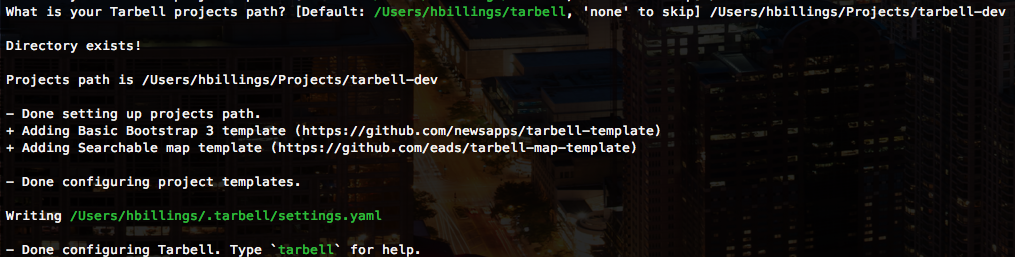 What is your Tarbell projects path? [Default: /Users/hbillings/tarbell, 'none' to skip] /Users/hbillings/Projects/tarbell-dev
Directory exists!
Projects path is /Users/hbillings/Projects/tarbell-dev
- Done setting up projects path.
+ Adding Basic Bootstrap 3 template (https://github.com/newsapps/tarbell-template)
+ Adding Searchable map template (https://github.com/eads/tarbell-map-template)
- Done configuring project templates.
Writing /Users/hbillings/.tarbell/settings.yaml
- Done configuring Tarbell. Type `tarbell` for help.